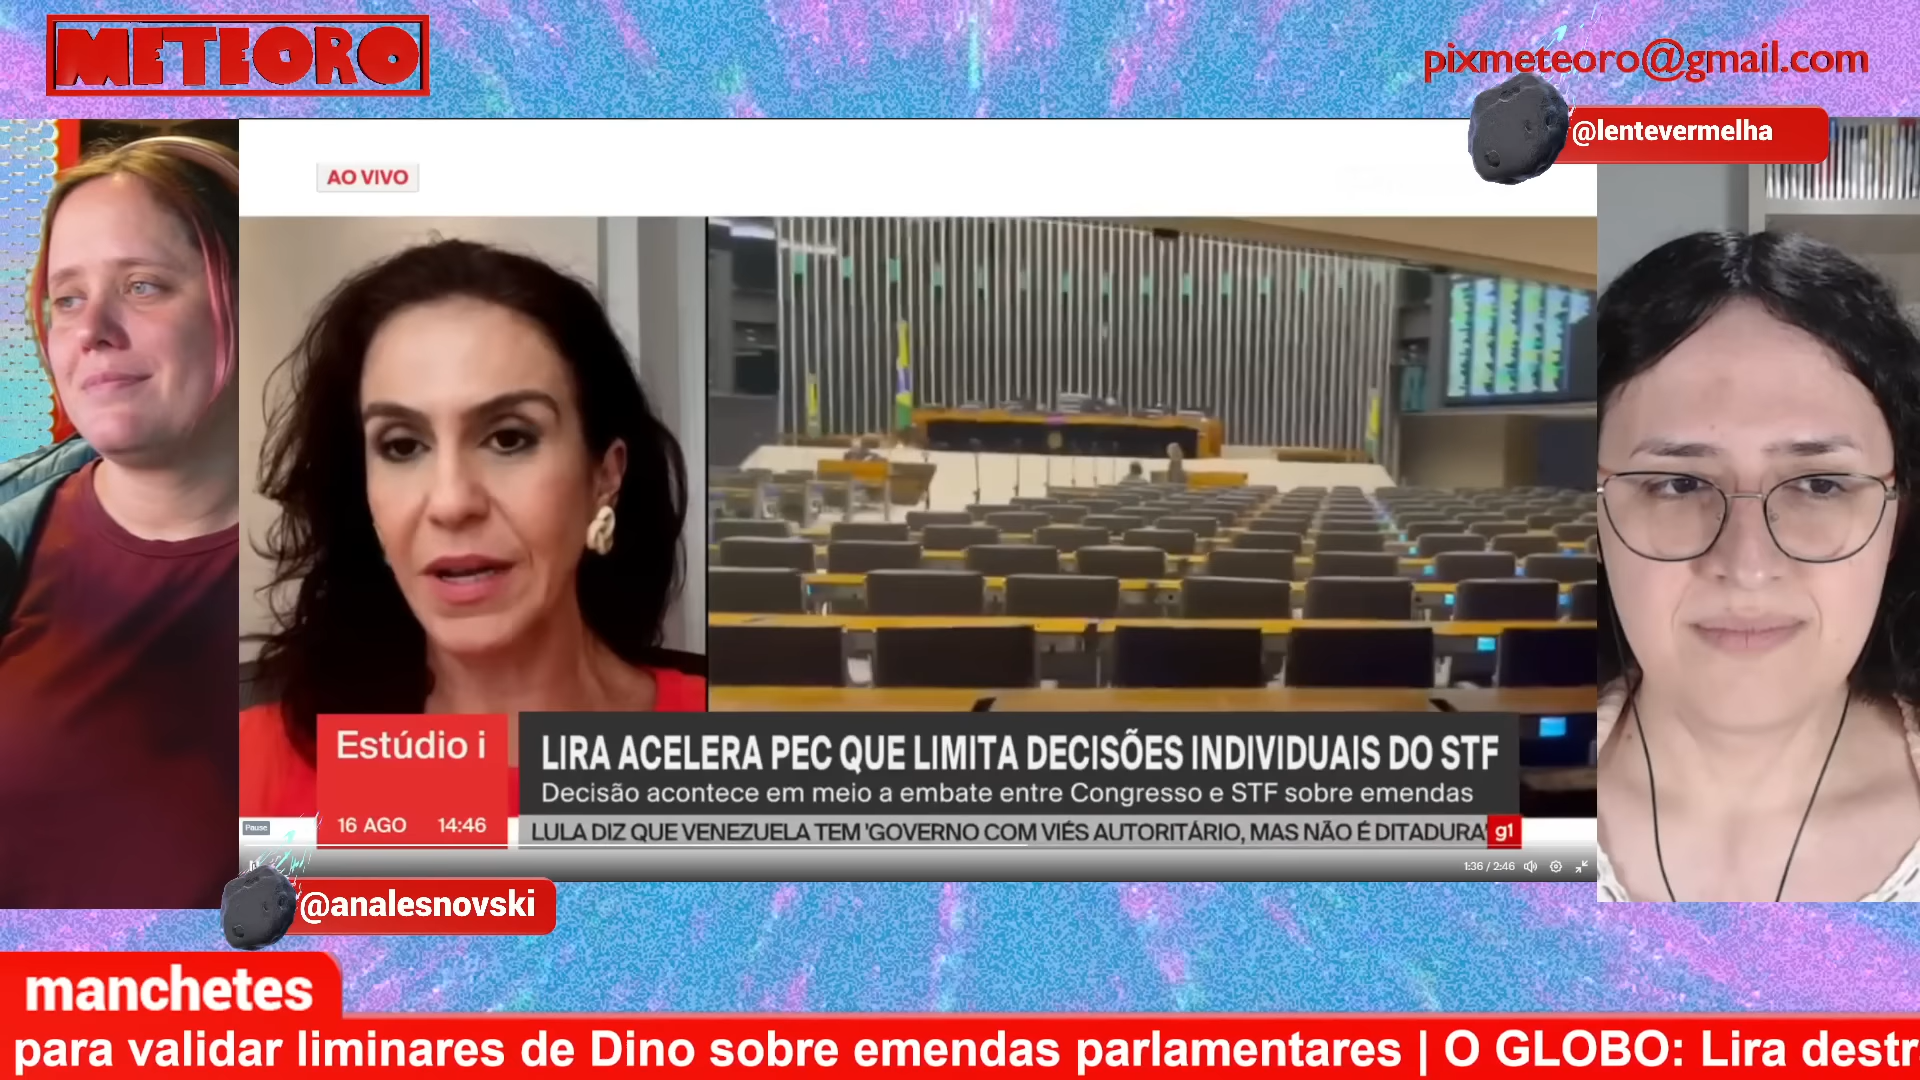 METEORO
pixmeteoro@gmail.com
@lentevermelha
AO VIVO
Estúdio i
LIRA ACELERA PEC QUE LIMITA DECISÕES INDIVIDUAIS DO STF
Decisão acontece em meio a embate entre Congresso e STF sobre emendas
16 AGO 14:46
LULA DIZ QUE VENEZUELA TEM 'GOVERNO COM VIÉS AUTORITÁRIO, MAS NÃO É DITADURA'
g1
Pause
1:36 / 2:46
@analesnovski
manchetes
para validar liminares de Dino sobre emendas parlamentares | O GLOBO: Lira destr